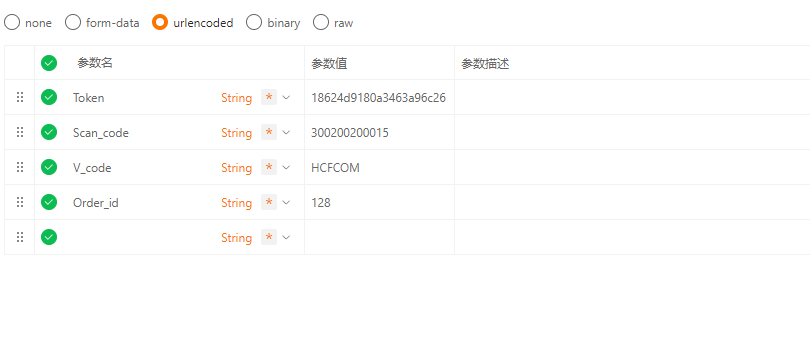 none form-data urlencoded binary raw
参数名 参数值 参数描述
Token String * 18624d9180a3463a96c26
Scan_code String * 300200200015
V_code String * HCFCOM
Order_id String * 128
String *